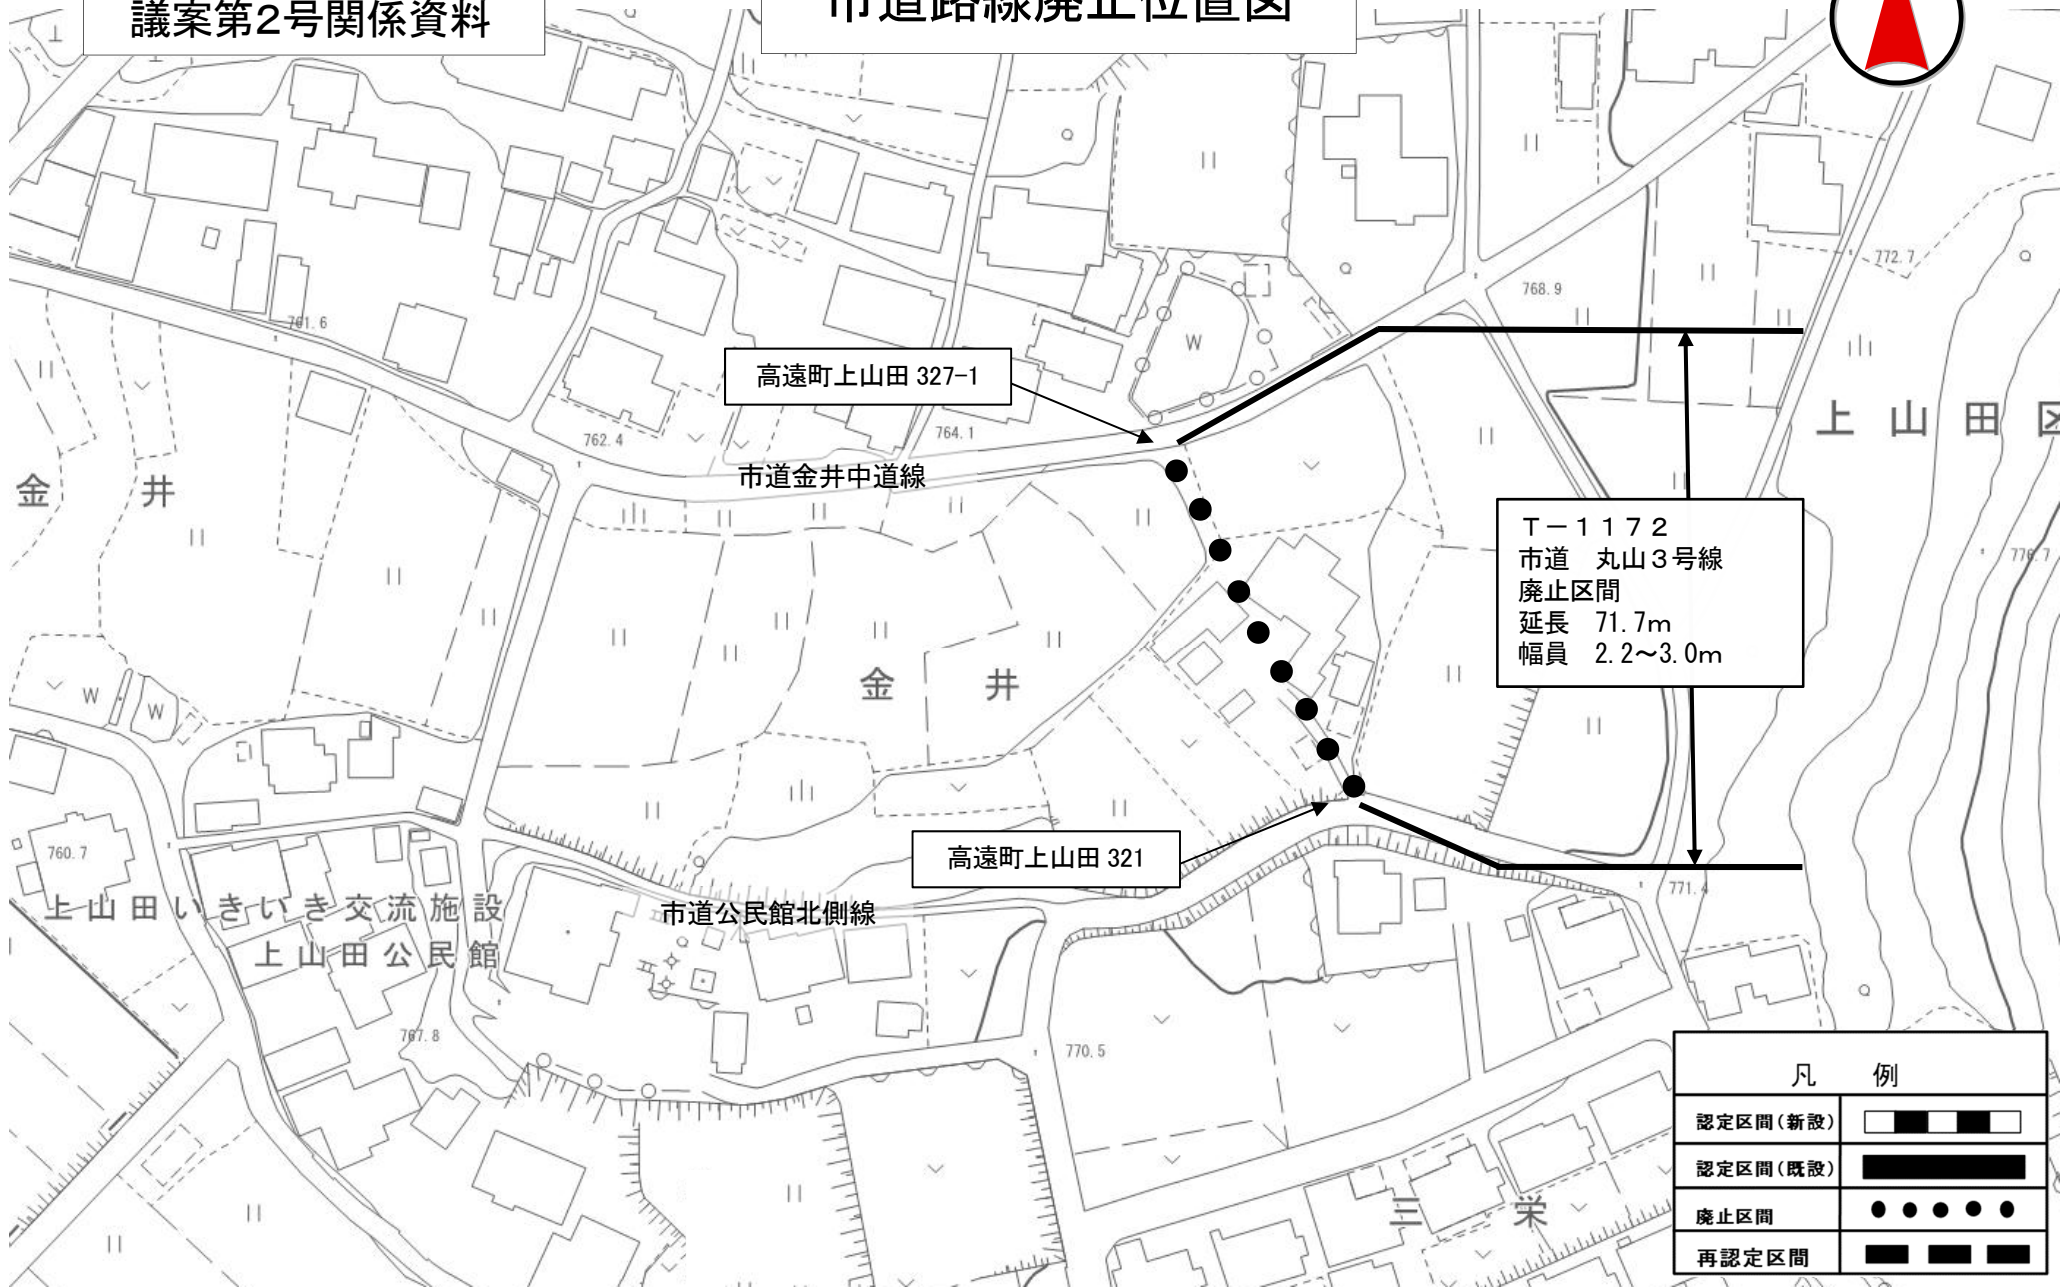 議案第2号関係資料
市道路線廃止位置図
772.7
768.9
761.6
W
高遠町上山田 327-1
上山田区
762.4
764.1
市道金井中道線
金井
T-1172
市道　丸山3号線
廃止区間
延長　71.7m
幅員　2.2～3.0m
776.7
金井
W
W
760.7
高遠町上山田 321
771.4
上山田いきいき交流施設
市道公民館北側線
上山田公民館
767.8
770.5
三栄
凡　例
認定区間(新設)
認定区間(既設)
廃止区間
再認定区間